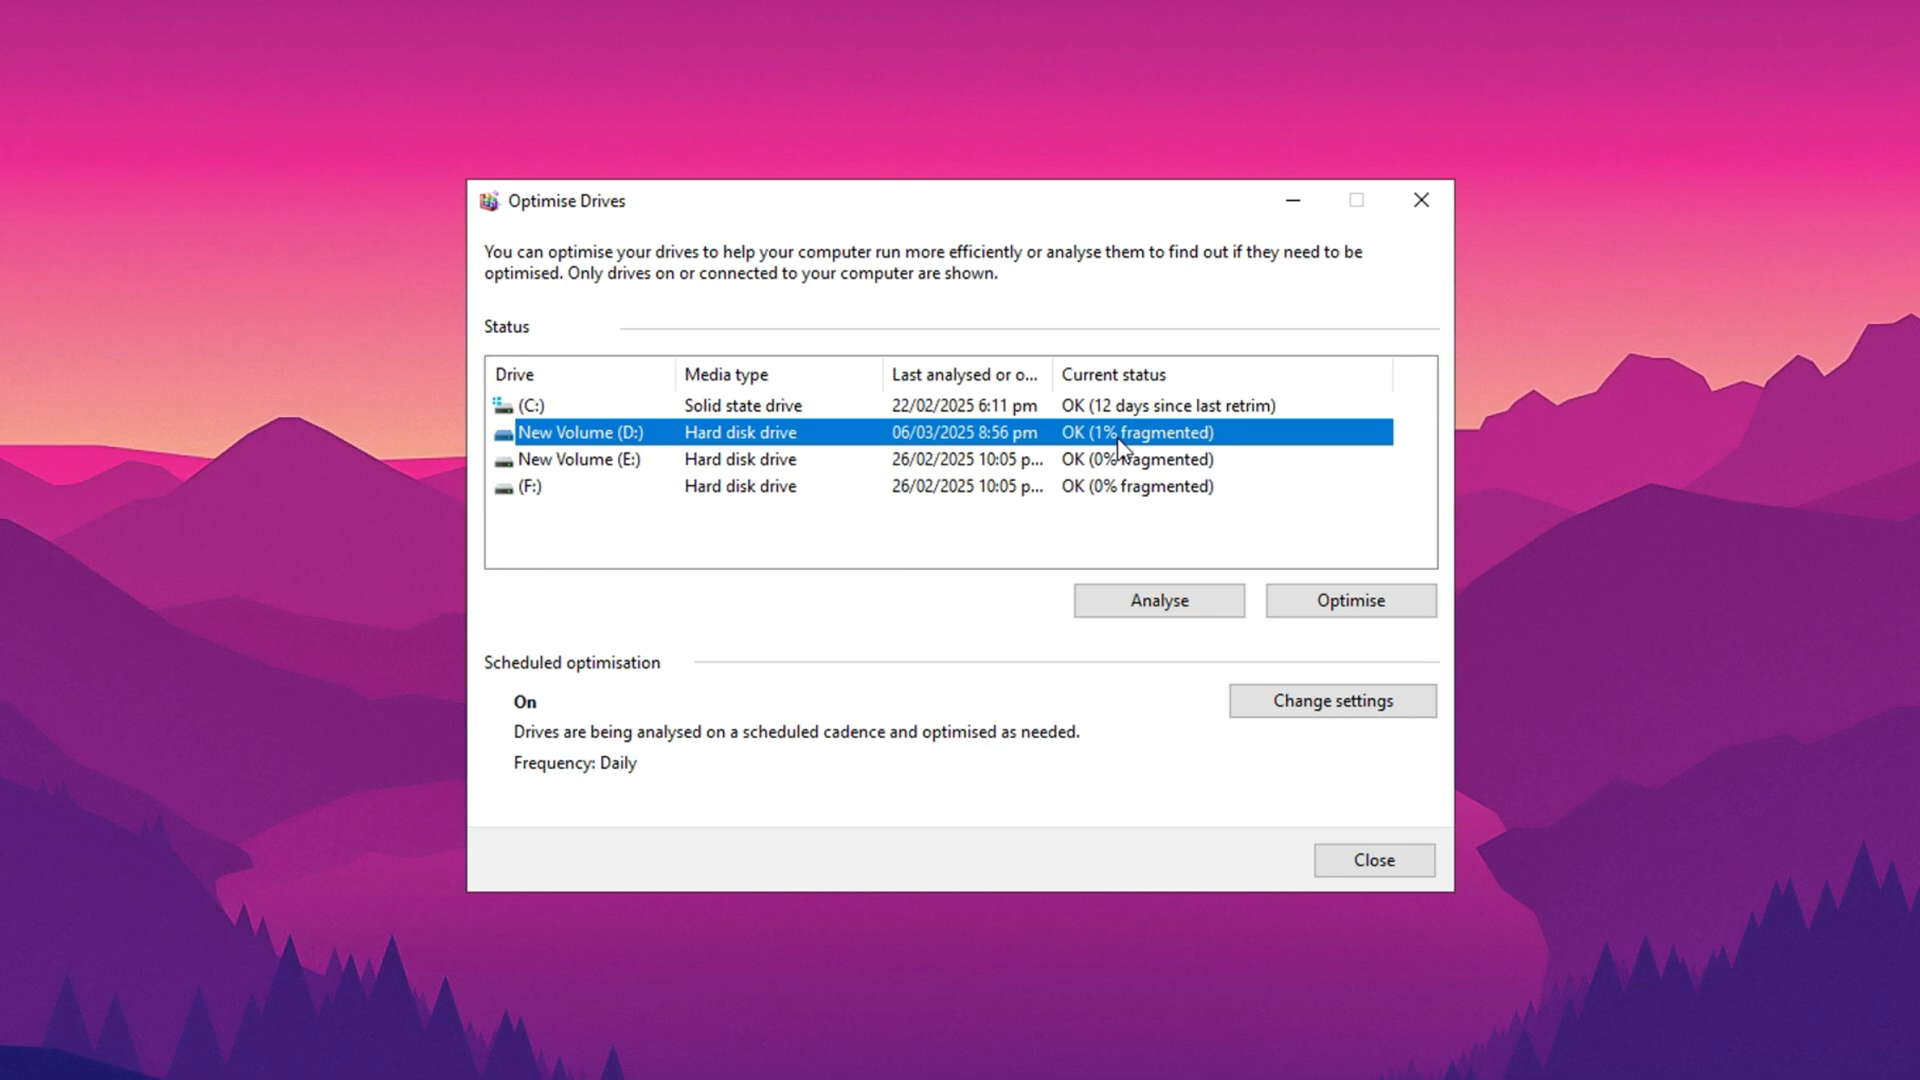 Optimise Drives
You can optimise your drives to help your computer run more efficiently or analyse them to find out if they need to be
optimised. Only drives on or connected to your computer are shown.
Status
Drive Media type Last analysed or o... Current status
(C:) Solid state drive 22/02/2025 6:11 pm OK (12 days since last retrim)
New Volume (D:) Hard disk drive 06/03/2025 8:56 pm OK (1% fragmented)
New Volume (E:) Hard disk drive 26/02/2025 10:05 p... OK (0% fragmented)
(F:) Hard disk drive 26/02/2025 10:05 p... OK (0% fragmented)
Analyse Optimise
Scheduled optimisation
On Change settings
Drives are being analysed on a scheduled cadence and optimised as needed.
Frequency: Daily
Close